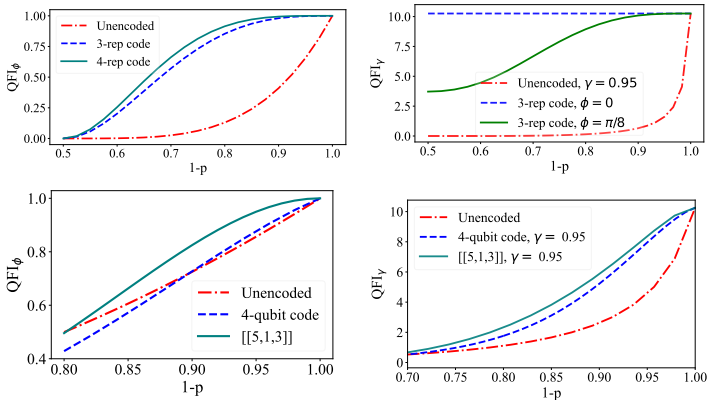 QFIϕ
1.00
0.75
0.50
0.25
0.00
Unencoded
3-rep code
4-rep code
0.5 0.6 0.7 0.8 0.9 1.0
1-p
QFIγ
10.0
7.5
5.0
2.5
0.0
Unencoded, γ = 0.95
3-rep code, ϕ = 0
3-rep code, ϕ = π/8
0.5 0.6 0.7 0.8 0.9 1.0
1-p
QFIϕ
1.0
0.8
0.6
0.4
Unencoded
4-qubit code
[[5,1,3]]
0.80 0.85 0.90 0.95 1.00
1-p
QFIγ
10
8
6
4
2
0
Unencoded
4-qubit code, γ = 0.95
[[5,1,3]], γ = 0.95
0.70 0.75 0.80 0.85 0.90 0.95 1.00
1-p